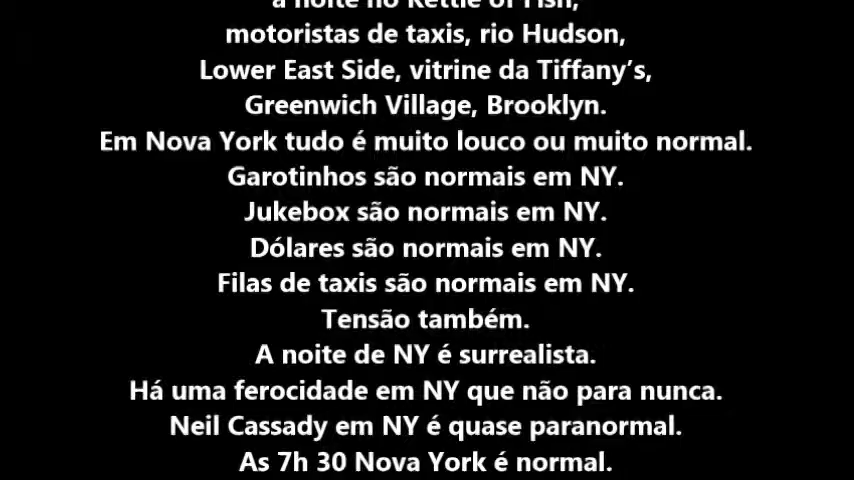 a noite no Kettle of Fish,
motoristas de taxis, rio Hudson,
Lower East Side, vitrine da Tiffany’s,
Greenwich Village, Brooklyn.
Em Nova York tudo é muito louco ou muito normal.
Garotinhos são normais em NY.
Jukebox são normais em NY.
Dólares são normais em NY.
Filas de taxis são normais em NY.
Tensão também.
A noite de NY é surrealista.
Há uma ferocidade em NY que não para nunca.
Neil Cassady em NY é quase paranormal.
As 7h 30 Nova York é normal.